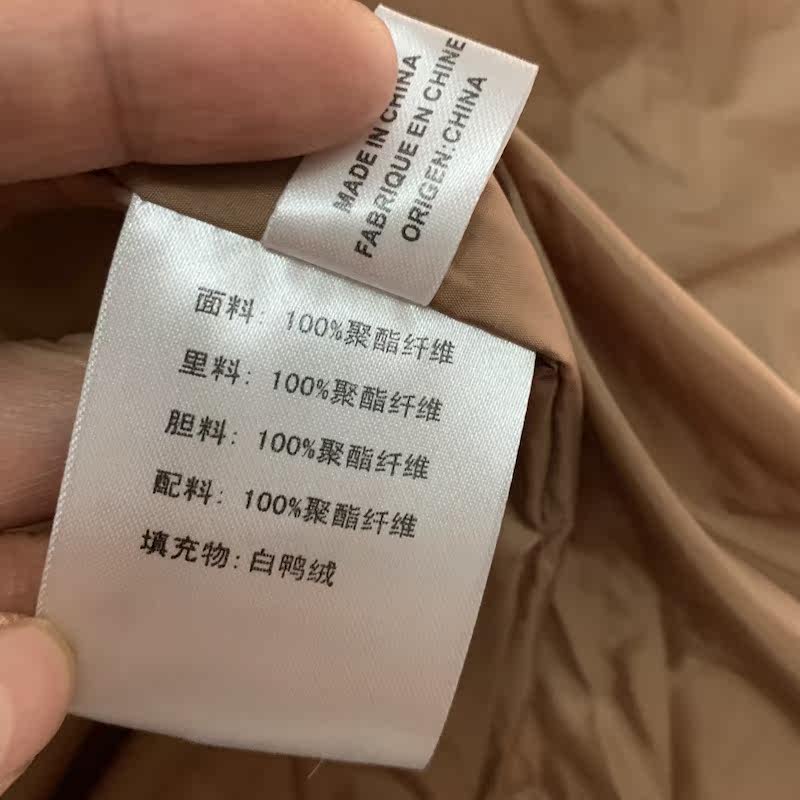 MADE IN CHINA
FABRIQUE EN CHINE
ORIGEN:CHINA
面料: 100%聚酯纤维
里料: 100%聚酯纤维
胆料: 100%聚酯纤维
配料: 100%聚酯纤维
填充物: 白鸭绒